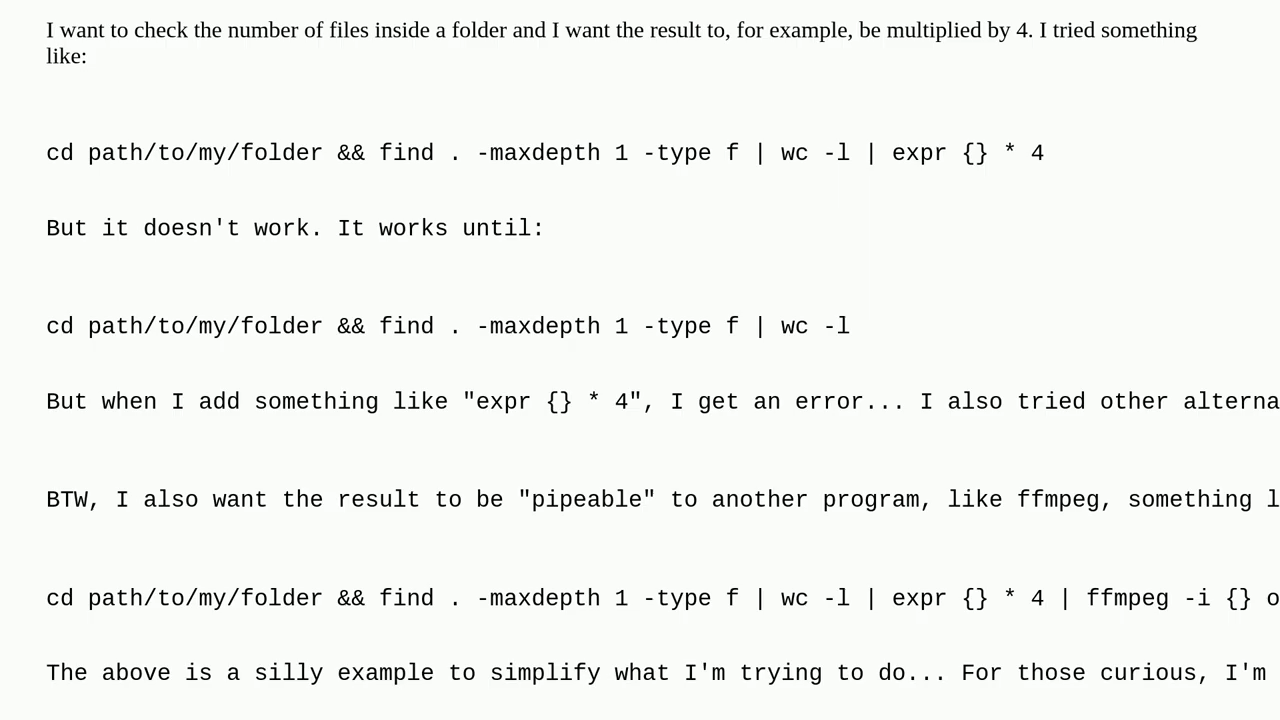 I want to check the number of files inside a folder and I want the result to, for example, be multiplied by 4. I tried something
like:
cd path/to/my/folder && find . -maxdepth 1 -type f | wc -l | expr {} * 4
But it doesn't work. It works until:
cd path/to/my/folder && find . -maxdepth 1 -type f | wc -l
But when I add something like "expr {} * 4", I get an error... I also tried other alterna
BTW, I also want the result to be "pipeable" to another program, like ffmpeg, something l
cd path/to/my/folder && find . -maxdepth 1 -type f | wc -l | expr {} * 4 | ffmpeg -i {} o
The above is a silly example to simplify what I'm trying to do... For those curious, I'm